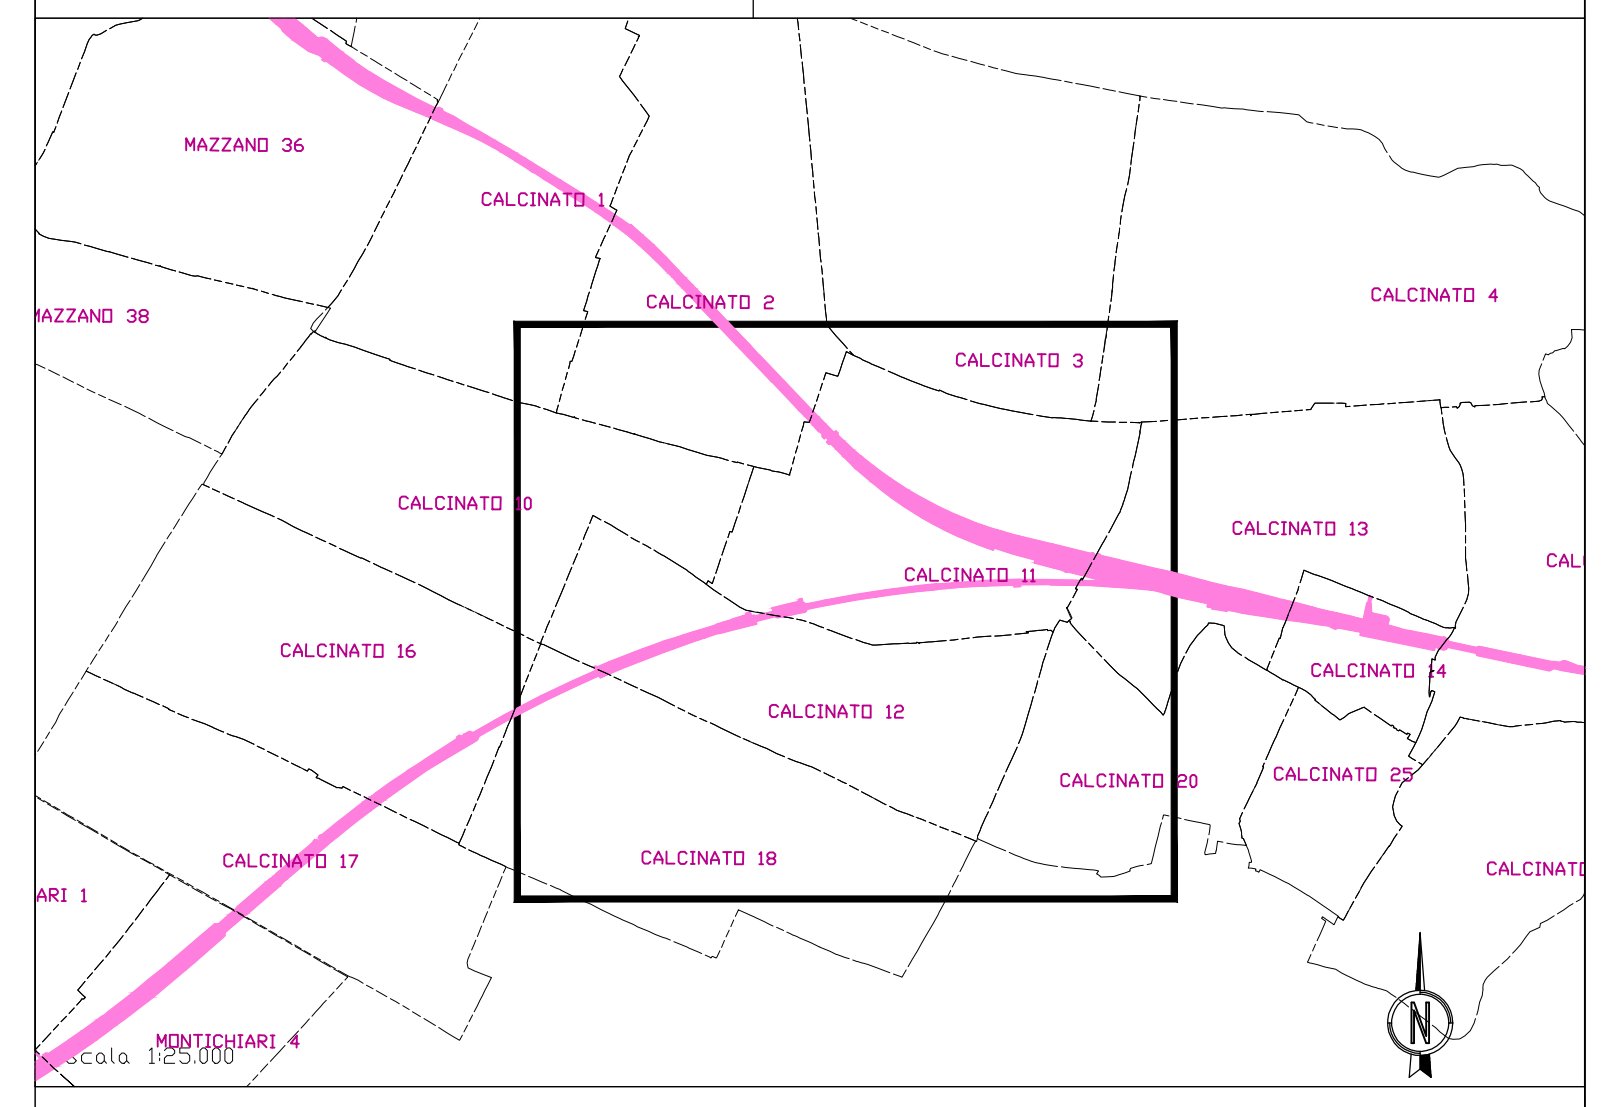 MAZZANO 36
CALCINATO 1
CALCINATO 2
CALCINATO 4
MAZZANO 38
CALCINATO 3
CALCINATO 10
CALCINATO 13
CALCINATO 11
CAL
CALCINATO 16
CALCINATO 14
CALCINATO 12
CALCINATO 25
CALCINATO 20
CALCINATO 17
CALCINATO 18
CALCINATO
ARI 1
N
MONTICHIARI 4
scala 1:25.000